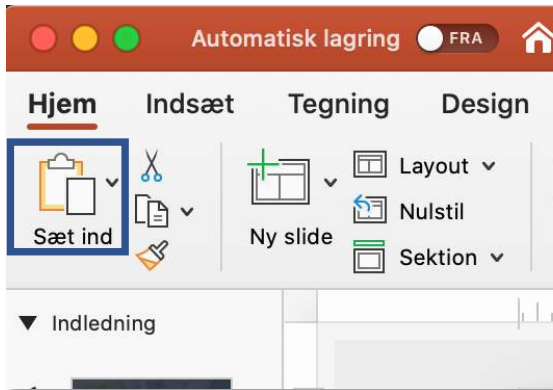 Automatisk lagring FRA
Hjem Indsæt Tegning Design
Sæt ind
Ny slide
Layout
Nulstil
Sektion
Indledning